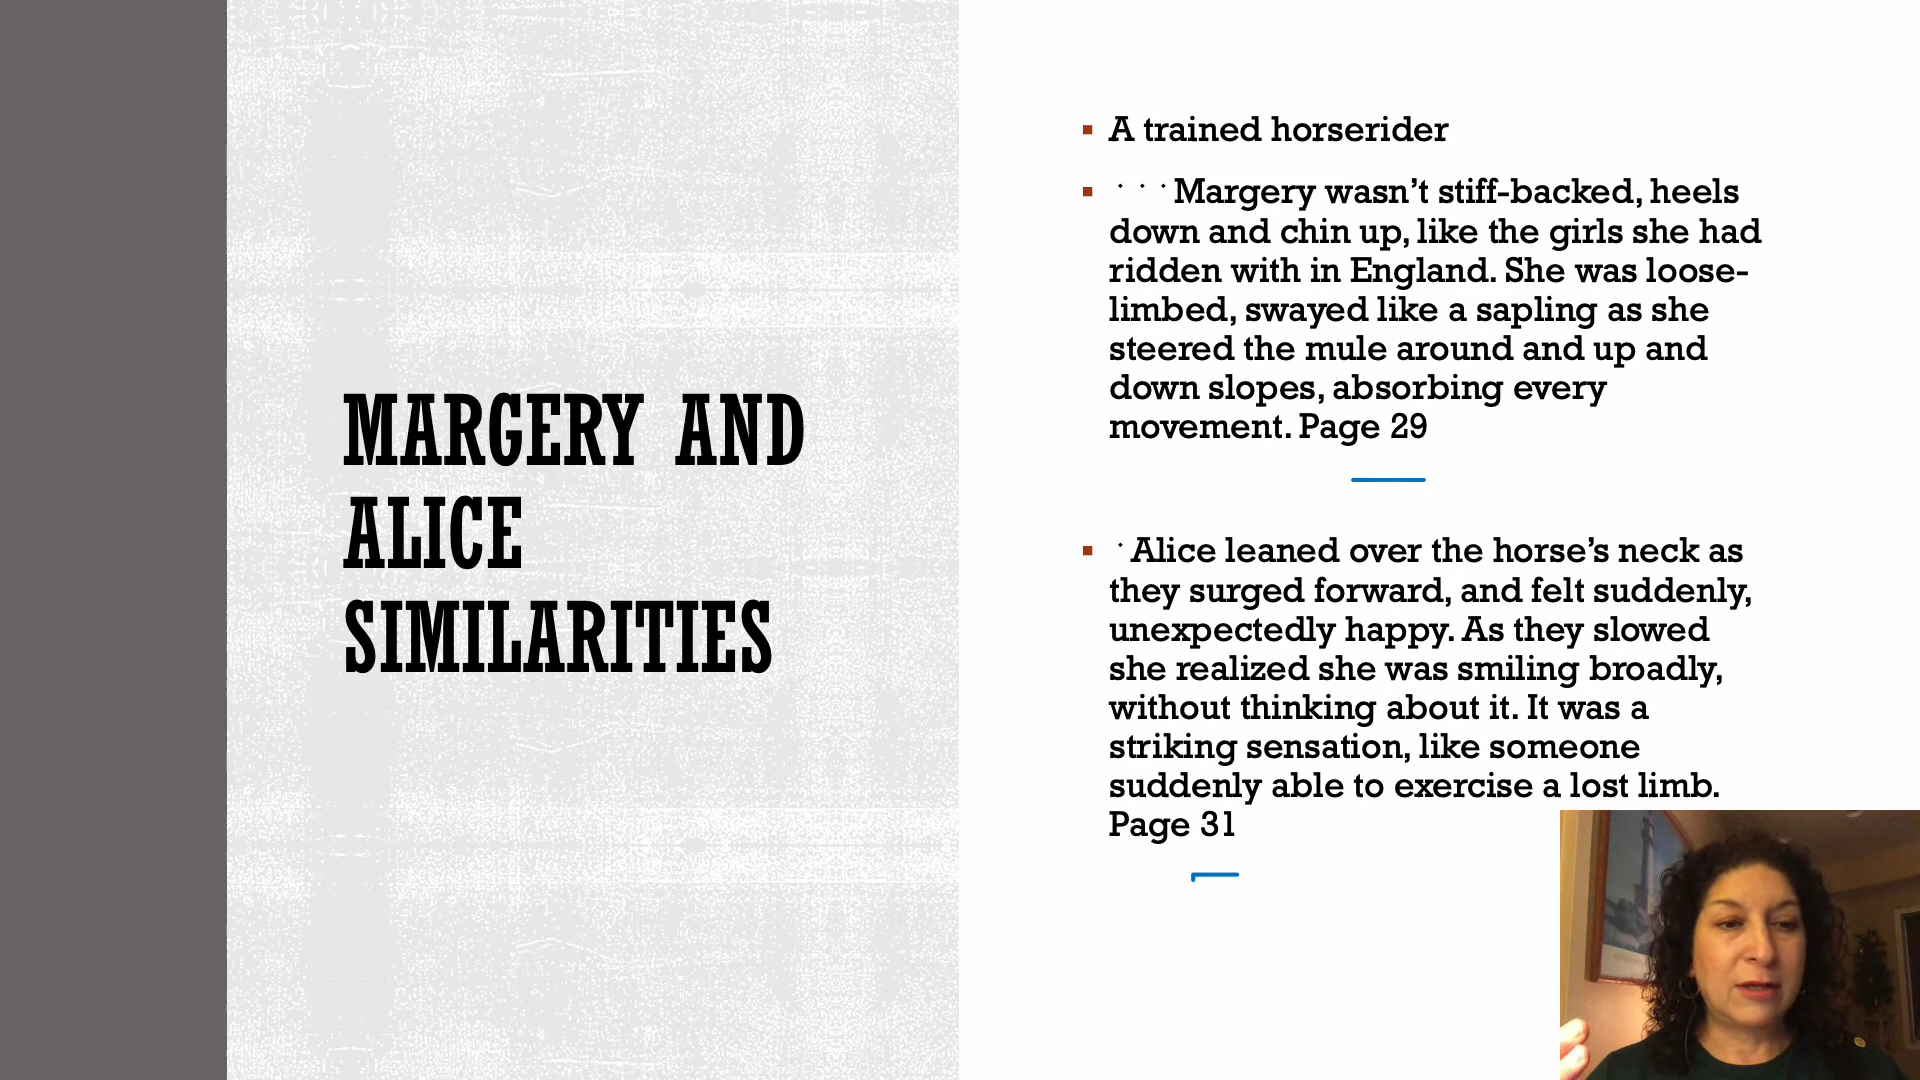 MARGERY AND
ALICE
SIMILARITIES
▪ A trained horserider
▪ · · · Margery wasn’t stiff-backed, heels
down and chin up, like the girls she had
ridden with in England. She was loose-
limbed, swayed like a sapling as she
steered the mule around and up and
down slopes, absorbing every
movement. Page 29
▪ · Alice leaned over the horse’s neck as
they surged forward, and felt suddenly,
unexpectedly happy. As they slowed
she realized she was smiling broadly,
without thinking about it. It was a
striking sensation, like someone
suddenly able to exercise a lost limb.
Page 31